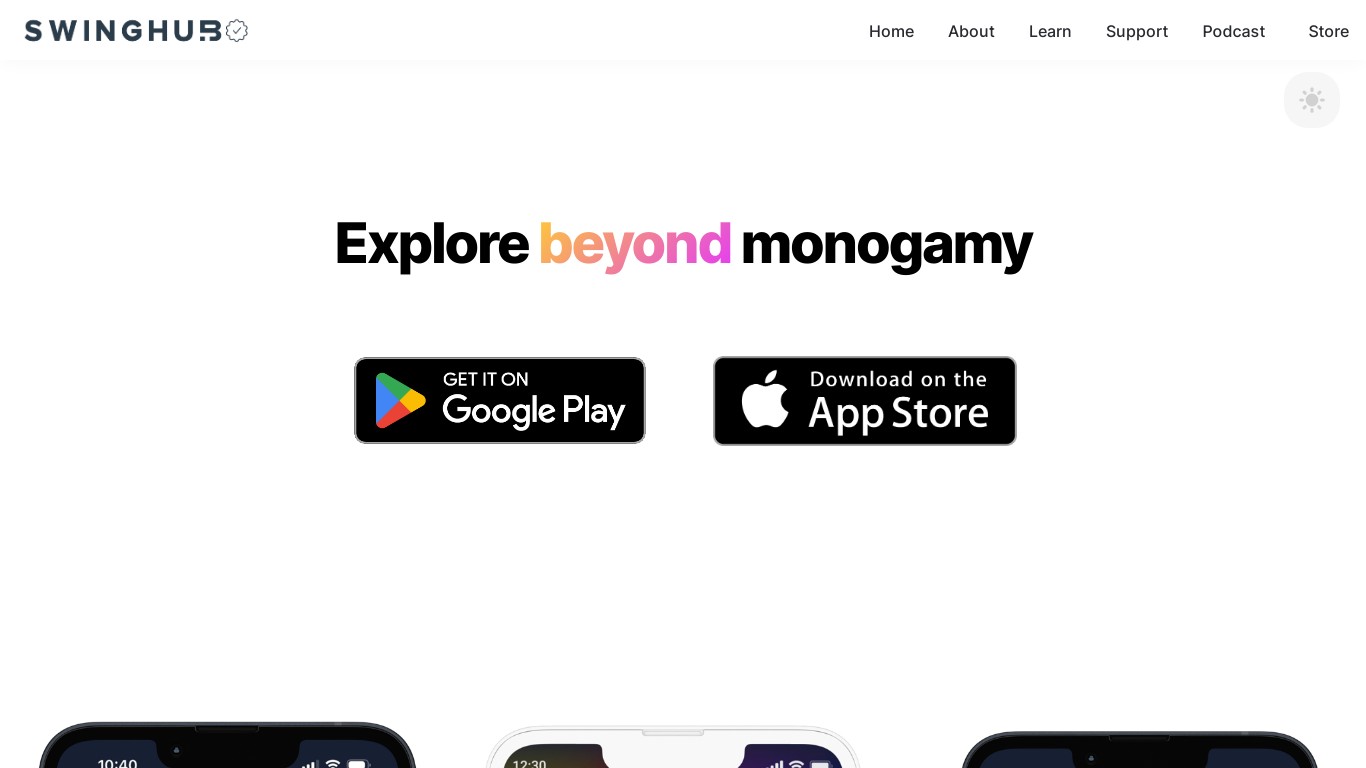 SWINGHUB
Home About Learn Support Podcast Store
Explore beyond monogamy
GET IT ON
Google Play
Download on the
App Store
10:40
12:30